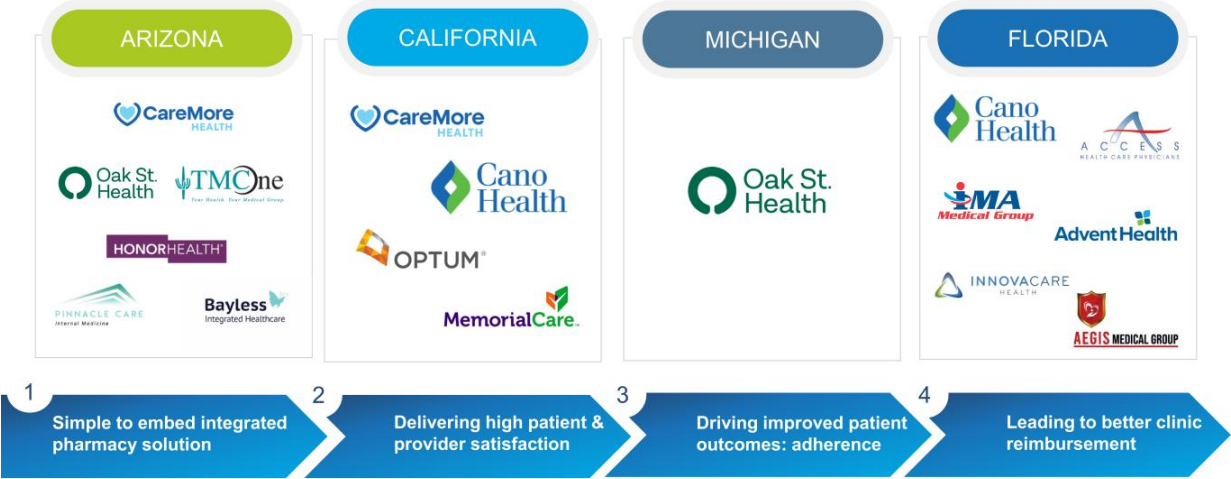 ARIZONA
CareMore
HEALTH
Oak St.
Health
TMCOne
Your Health. Your Medical Group
HONORHEALTH
PINNACLE CARE
Internal Medicine
Bayless
Integrated Healthcare
CALIFORNIA
CareMore
HEALTH
Cano
Health
OPTUM®
MemorialCare™
MICHIGAN
Oak St.
Health
FLORIDA
Cano
Health
ACCESS
HEALTH CARE PHYSICIANS
iMA
Medical Group
AdventHealth
INNOVACARE
HEALTH
AEGIS MEDICAL GROUP
1
Simple to embed integrated
pharmacy solution
2
Delivering high patient &
provider satisfaction
3
Driving improved patient
outcomes: adherence
4
Leading to better clinic
reimbursement